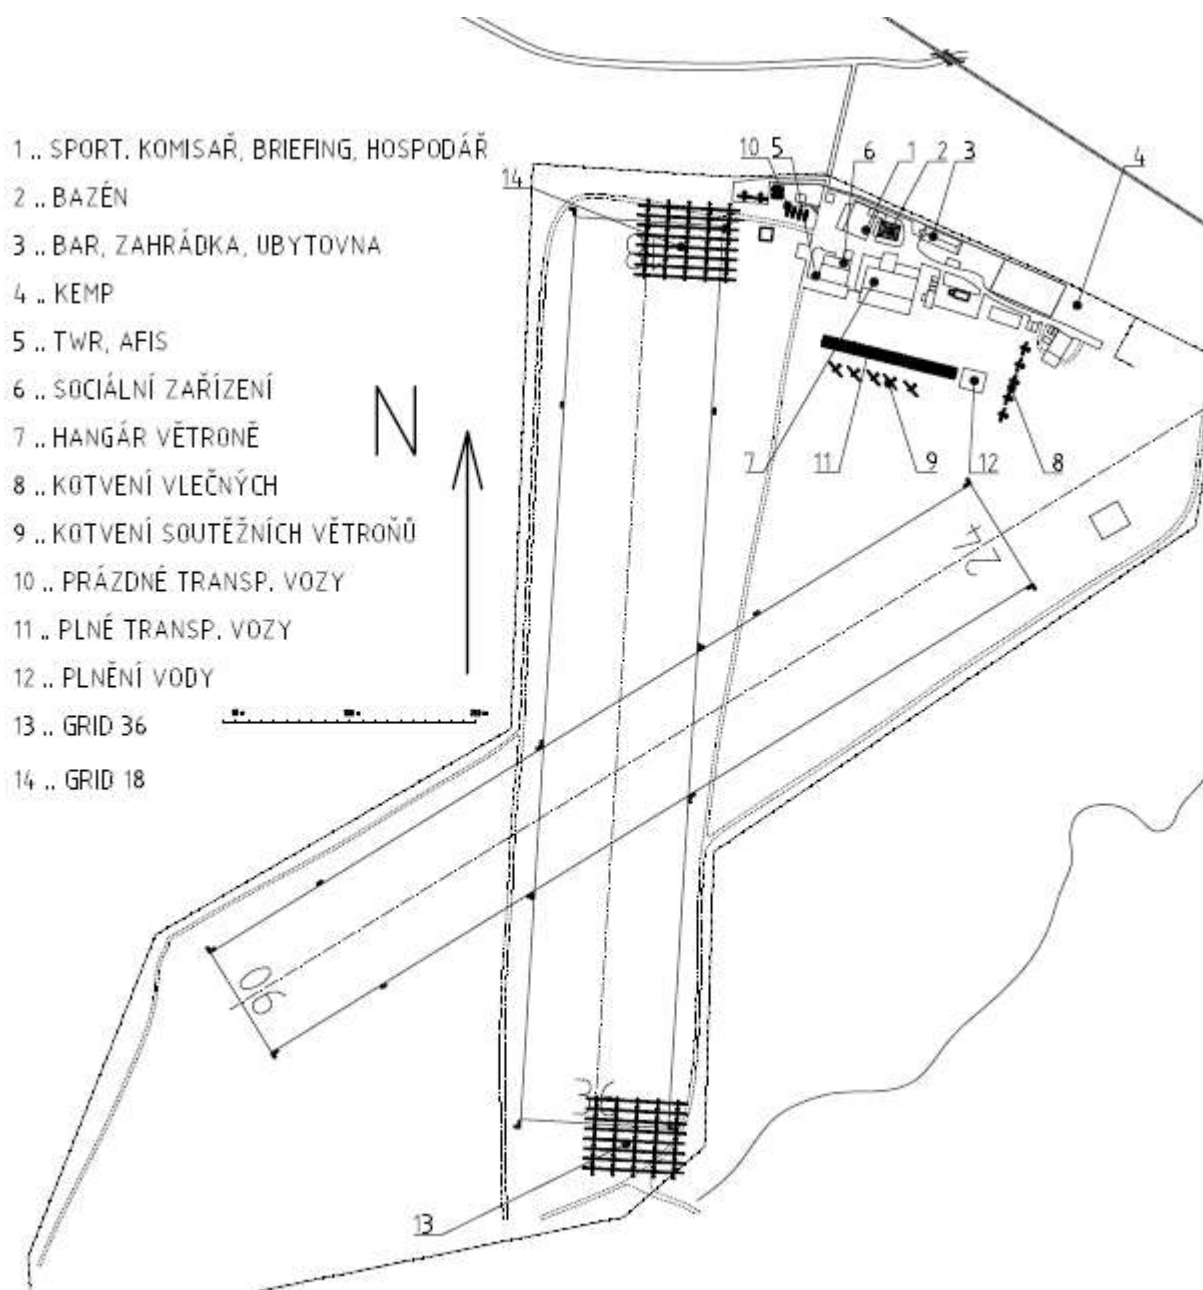 1 .. SPORT. KOMISAŘ, BRIEFING, HOSPODÁŘ
2 .. BAZÉN
3 .. BAR, ZAHRÁDKA, UBYTOVNA
4 .. KEMP
5 .. TWR, AFIS
6 .. SOCIÁLNÍ ZAŘÍZENÍ
7 .. HANGÁR VĚTRONĚ
8 .. KOTVENÍ VLEČNÝCH
9 .. KOTVENÍ SOUTĚŽNÍCH VĚTROŇŮ
10 .. PRÁZDNÉ TRANSP. VOZY
11 .. PLNÉ TRANSP. VOZY
12 .. PLNĚNÍ VODY
13 .. GRID 36
14 .. GRID 18
N
10 5 6 1 2 3 4
14
7 11 9 12 8
24
06
36
13